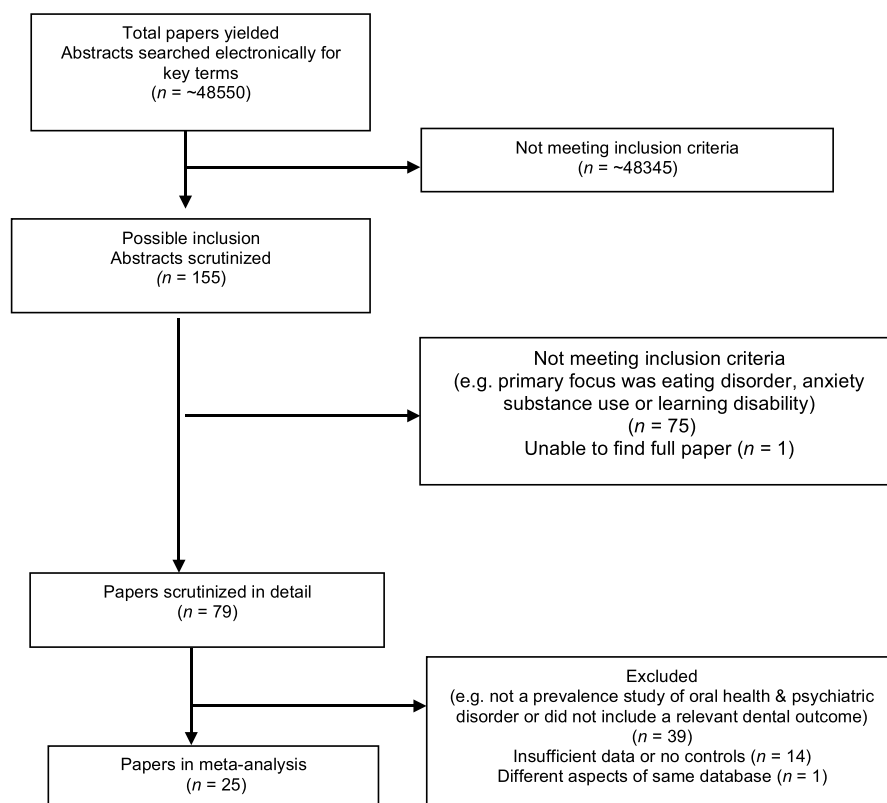 Total papers yielded
Abstracts searched electronically for
key terms
(n = ~48550)
Not meeting inclusion criteria
(n = ~48345)
Possible inclusion
Abstracts scrutinized
(n = 155)
Not meeting inclusion criteria
(e.g. primary focus was eating disorder, anxiety
substance use or learning disability)
(n = 75)
Unable to find full paper (n = 1)
Papers scrutinized in detail
(n = 79)
Excluded
(e.g. not a prevalence study of oral health & psychiatric
disorder or did not include a relevant dental outcome)
(n = 39)
Insufficient data or no controls (n = 14)
Different aspects of same database (n = 1)
Papers in meta-analysis
(n = 25)